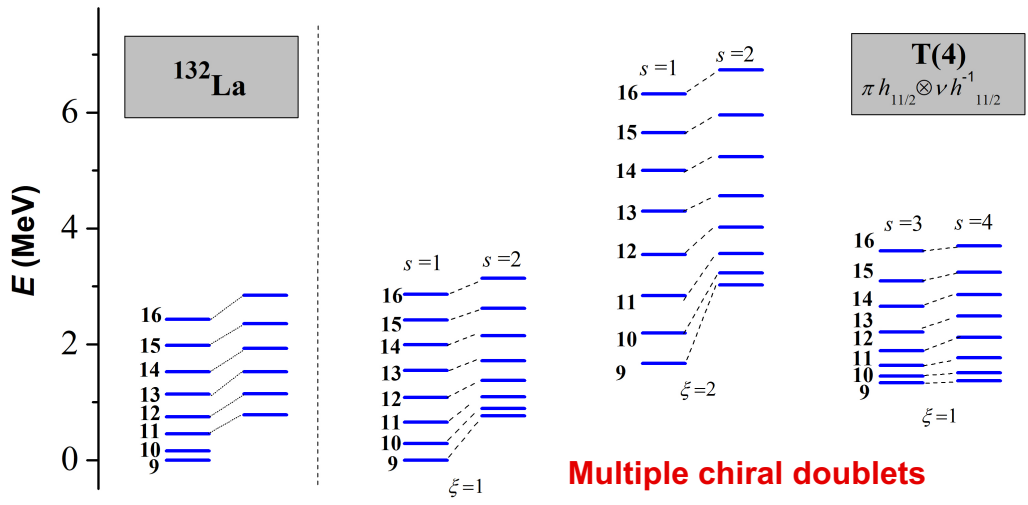 ¹³²La
T(4)
π h₁₁/₂ ⊗ ν h⁻¹₁₁/₂
E (MeV)
6
4
2
0
16
15
14
13
12
11
10
9
s =1
s =2
16
15
14
13
12
11
10
9
ξ=1
s =1
s =2
16
15
14
13
12
11
10
9
ξ=2
s =3
s =4
16
15
14
13
12
11
10
9
ξ=1
Multiple chiral doublets